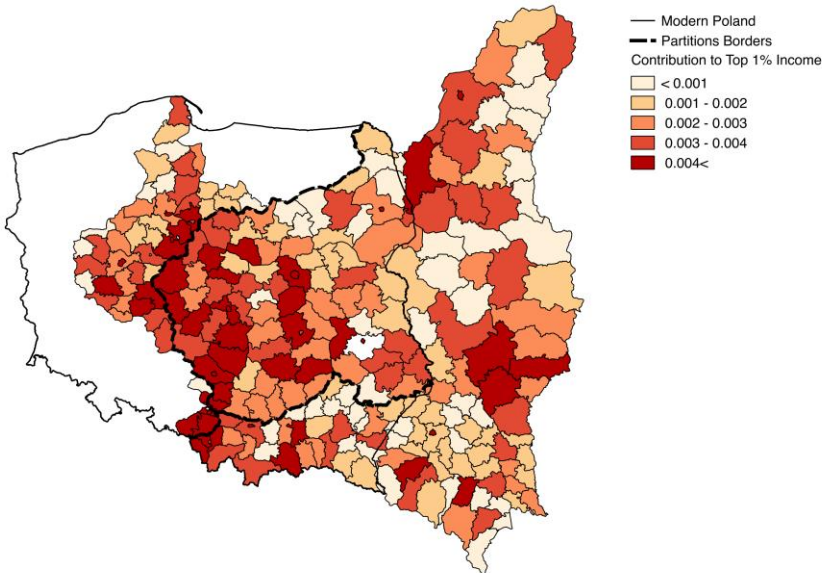 Modern Poland
Partitions Borders
Contribution to Top 1% Income
< 0.001
0.001 - 0.002
0.002 - 0.003
0.003 - 0.004
0.004<